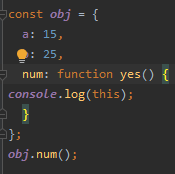 const obj = {
a: 15,
: 25,
num: function yes() {
console.log(this);
}
};
obj.num();